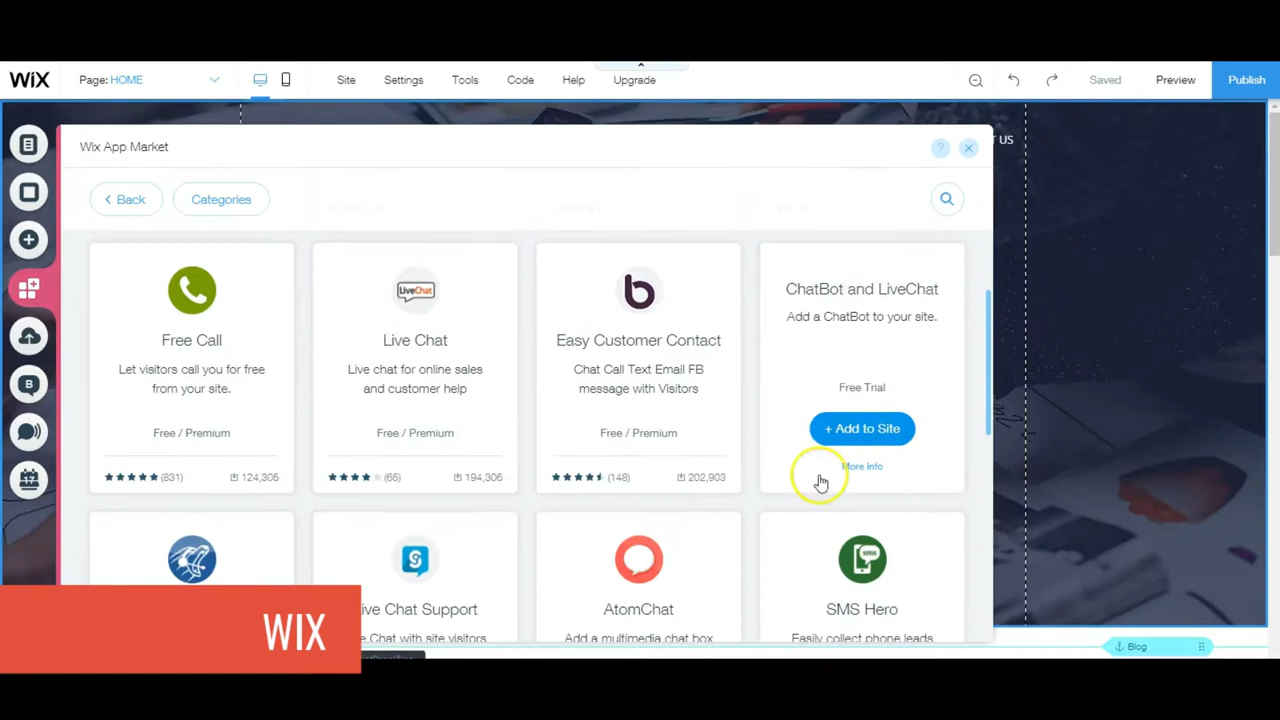 WiX
Page: HOME
Site
Settings
Tools
Code
Help
Upgrade
Saved
Preview
Publish
Wix App Market
?
T US
< Back
Categories
Free Call
Let visitors call you for free
from your site.
Free / Premium
(831)
124,305
LiveChat
Live Chat
Live chat for online sales
and customer help
Free / Premium
(65)
194,306
b
Easy Customer Contact
Chat Call Text Email FB
message with Visitors
Free / Premium
(148)
202,903
ChatBot and LiveChat
Add a ChatBot to your site.
Free Trial
+ Add to Site
More Info
B
17
ive Chat Support
Chat with site visitors
AtomChat
Add a multimedia chat box
sms
SMS Hero
Easily collect phone leads
WIX
Blog